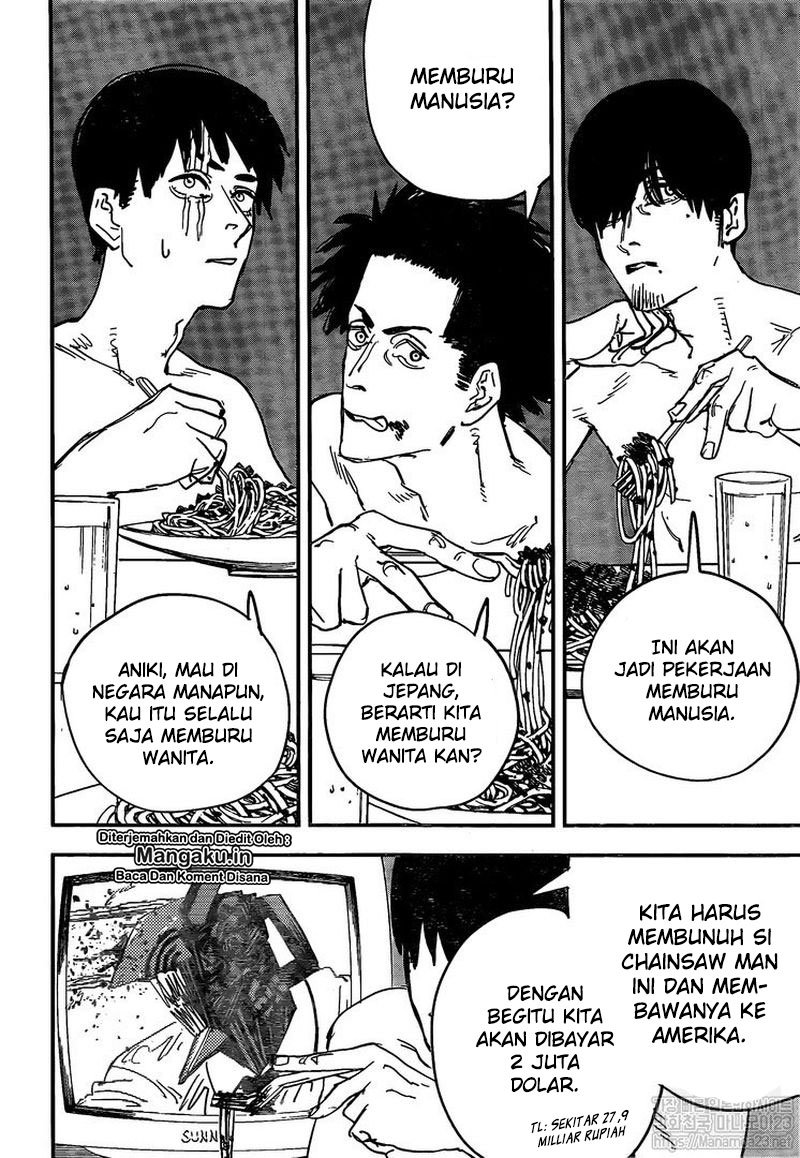 MEMBURU
MANUSIA?
INI AKAN
JADI PEKERJAAN
MEMBURU
MANUSIA.
KALAU DI
JEPANG,
BERARTI KITA
MEMBURU
WANITA KAN?
ANIKI, MAU DI
NEGARA MANAPUN,
KAU ITU SELALU
SAJA MEMBURU
WANITA.
Diterjemahkan dan Diedit Oleh:
Mangaku.in
Baca Dan Koment Disana
KITA HARUS
MEMBUNUH SI
CHAINSAW MAN
INI DAN MEM-
BAWANYA KE
AMERIKA.
DENGAN
BEGITU KITA
AKAN DIBAYAR
2 JUTA
DOLAR.
TL: SEKITAR 27,9
MILLIAR RUPIAH
SUNN
https://Manamoa23.net